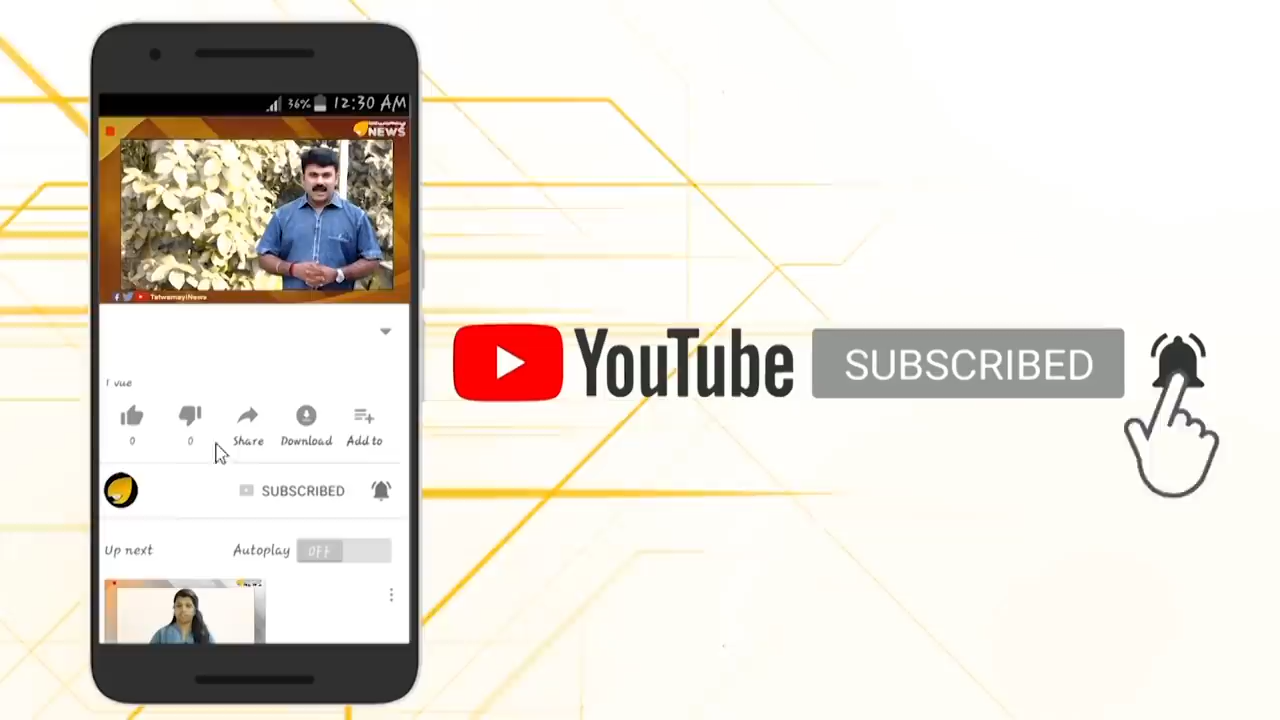 36% 12:30 AM
NEWS
TatwamayiNews
1 vue
0 0 Share Download Add to
SUBSCRIBED
Up next Autoplay OFF
YouTube SUBSCRIBED